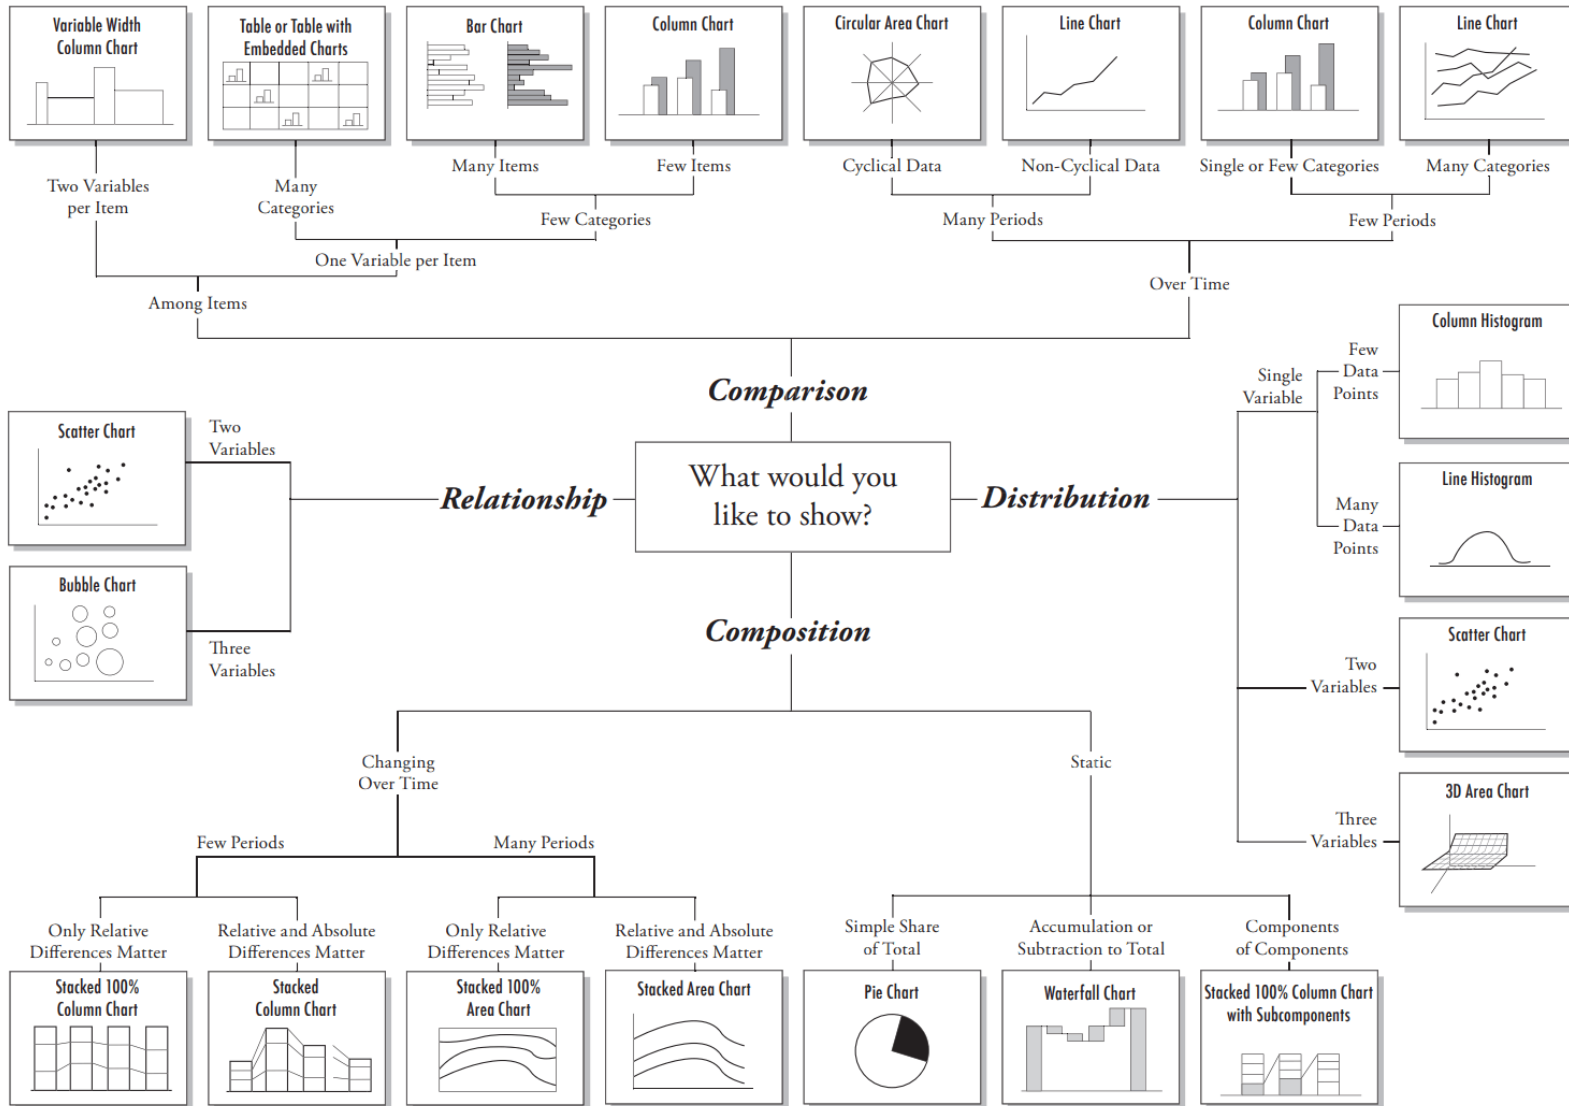 Variable Width
Column Chart
Table or Table with
Embedded Charts
Bar Chart
Column Chart
Circular Area Chart
Line Chart
Column Chart
Line Chart
Two Variables
per Item
Many
Categories
Many Items
Few Items
Cyclical Data
Non-Cyclical Data
Single or Few Categories
Many Categories
Few Categories
Many Periods
Few Periods
One Variable per Item
Among Items
Over Time
Comparison
What would you
like to show?
Relationship
Two
Variables
Scatter Chart
Three
Variables
Bubble Chart
Distribution
Single
Variable
Few
Data
Points
Column Histogram
Many
Data
Points
Line Histogram
Two
Variables
Scatter Chart
Three
Variables
3D Area Chart
Composition
Changing
Over Time
Static
Few Periods
Many Periods
Only Relative
Differences Matter
Relative and Absolute
Differences Matter
Only Relative
Differences Matter
Relative and Absolute
Differences Matter
Simple Share
of Total
Accumulation or
Subtraction to Total
Components
of Components
Stacked 100%
Column Chart
Stacked
Column Chart
Stacked 100%
Area Chart
Stacked Area Chart
Pie Chart
Waterfall Chart
Stacked 100% Column Chart
with Subcomponents